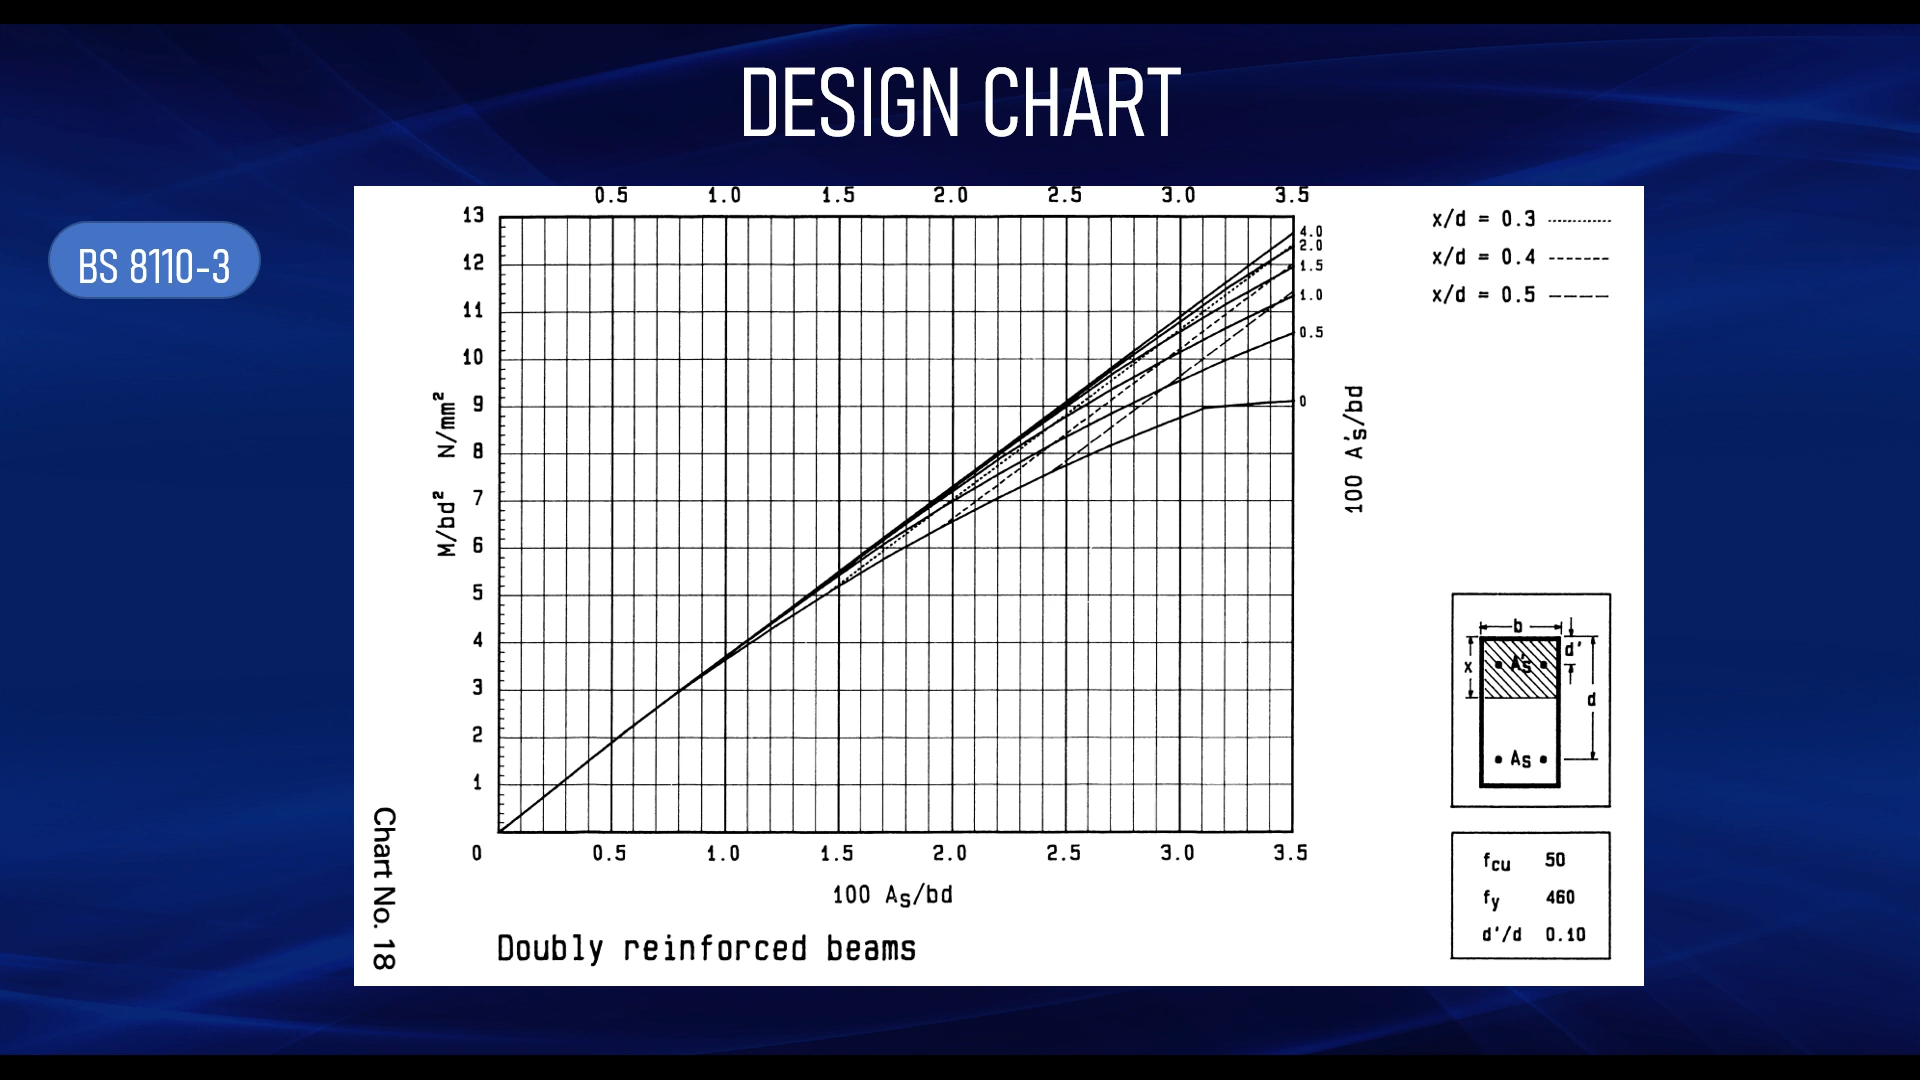 DESIGN CHART
BS 8110-3
0.5 1.0 1.5 2.0 2.5 3.0 3.5
13
12
11
10
9
8
7
6
5
4
3
2
1
0
M/bd² N/mm²
4.0
2.0
1.5
1.0
0.5
0
100 A's/bd
x/d = 0.3
x/d = 0.4
x/d = 0.5
b
d'
x
A's
d
As
0.5 1.0 1.5 2.0 2.5 3.0 3.5
100 As/bd
fcu 50
fy 460
d'/d 0.10
Doubly reinforced beams
Chart No. 18